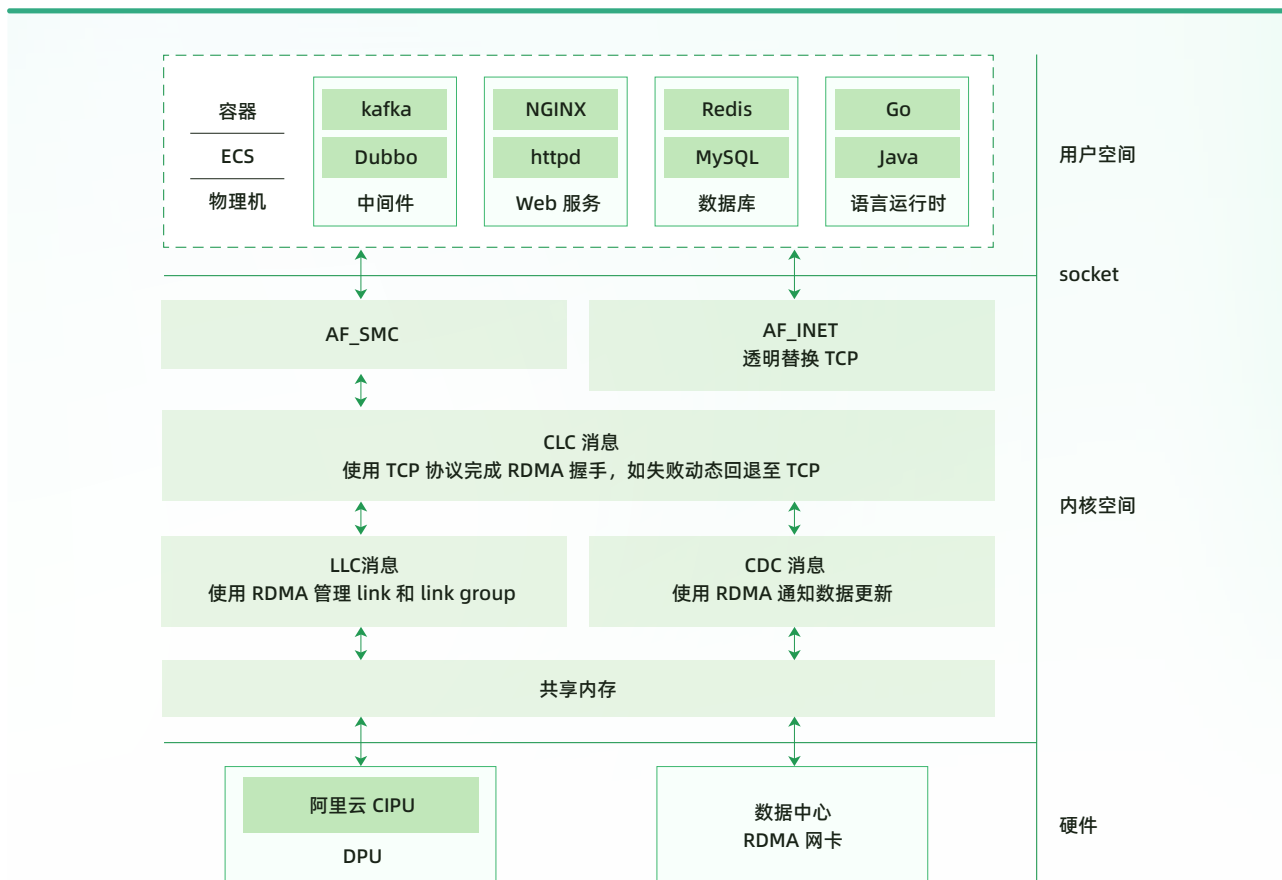 容器
ECS
物理机
kafka
Dubbo
中间件
NGINX
httpd
Web 服务
Redis
MySQL
数据库
Go
Java
语言运行时
用户空间
socket
AF_SMC
AF_INET
透明替换 TCP
CLC 消息
使用 TCP 协议完成 RDMA 握手，如失败动态回退至 TCP
内核空间
LLC消息
使用 RDMA 管理 link 和 link group
CDC 消息
使用 RDMA 通知数据更新
共享内存
阿里云 CIPU
DPU
数据中心
RDMA 网卡
硬件